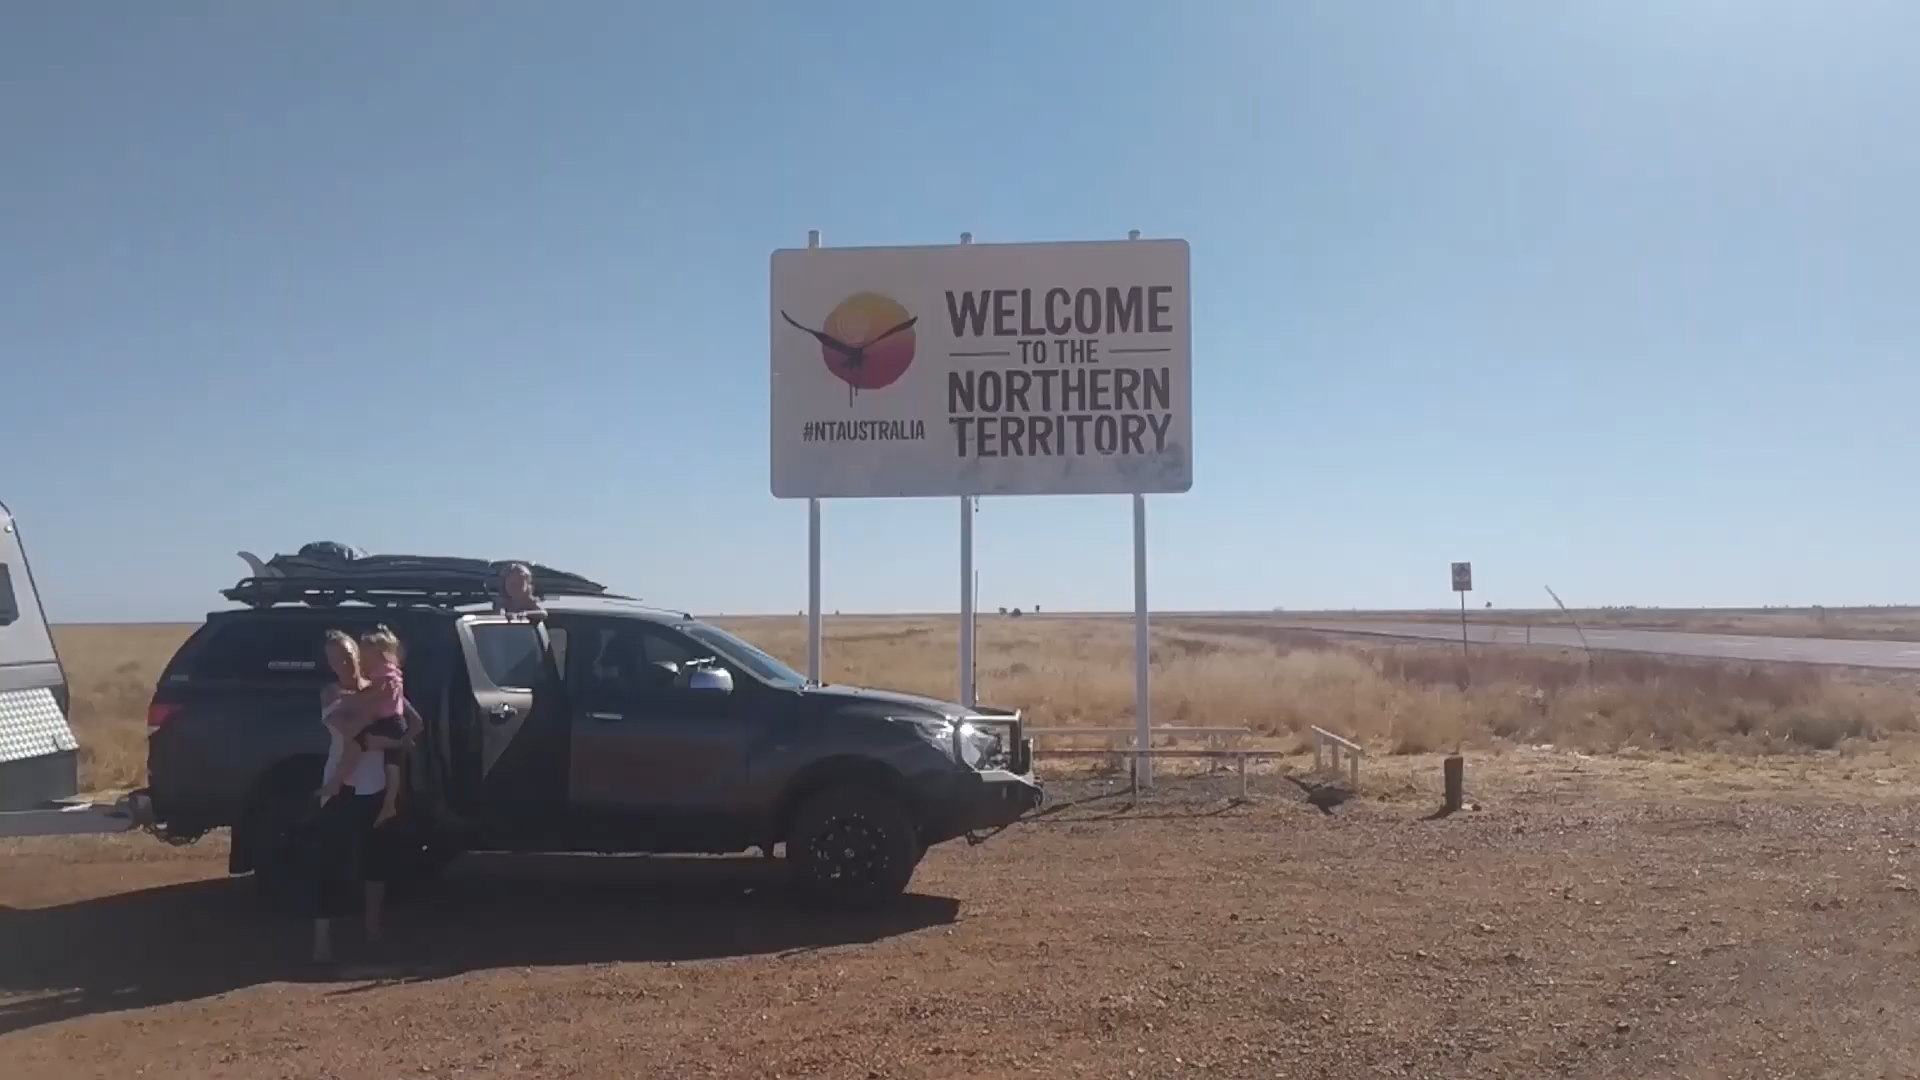 WELCOME
TO THE
NORTHERN
TERRITORY
#NTAUSTRALIA